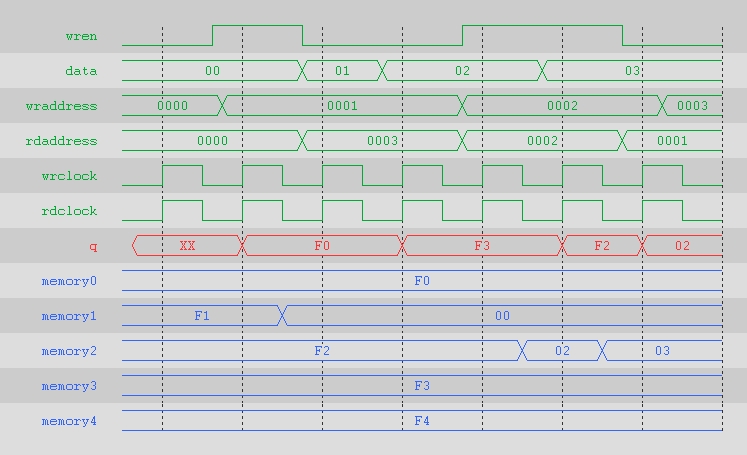 wren
data 00 01 02 03
wraddress 0000 0001 0002 0003
rdaddress 0000 0003 0002 0001
wrclock
rdclock
q XX F0 F3 F2 02
memory0 F0
memory1 F1 00
memory2 F2 02 03
memory3 F3
memory4 F4